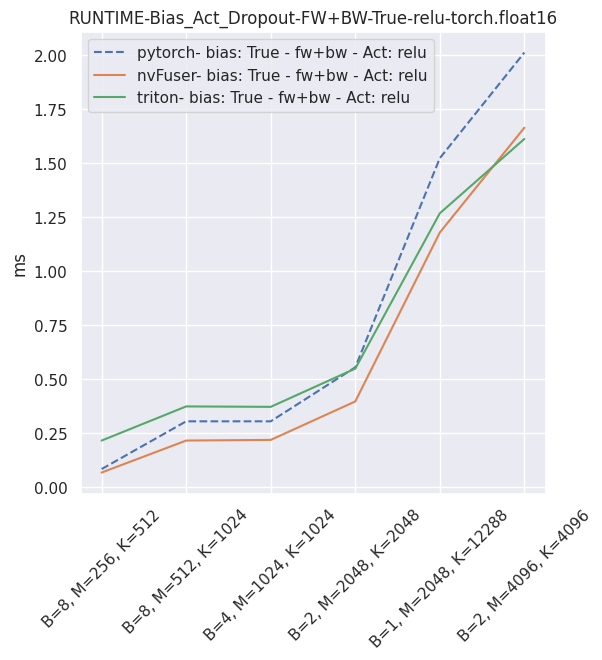 RUNTIME-Bias_Act_Dropout-FW+BW-True-relu-torch.float16
pytorch- bias: True - fw+bw - Act: relu
nvFuser- bias: True - fw+bw - Act: relu
triton- bias: True - fw+bw - Act: relu
2.00
1.75
1.50
1.25
1.00
0.75
0.50
0.25
0.00
ms
B=8, M=256, K=512
B=8, M=512, K=1024
B=4, M=1024, K=1024
B=2, M=2048, K=2048
B=1, M=2048, K=12288
B=2, M=4096, K=4096